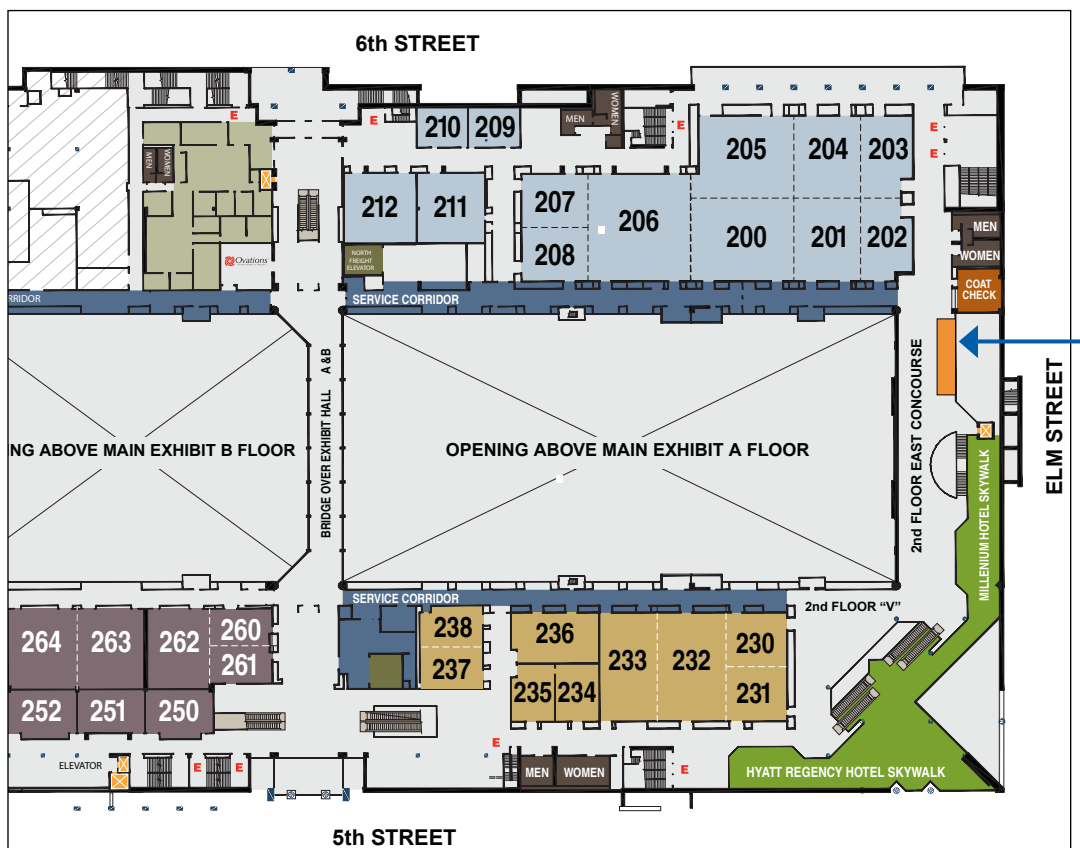 6th STREET
E
E
E
E
E
210
209
MEN
WOMEN
205
204
203
MEN
WOMEN
212
211
207
206
208
200
201
202
MEN
WOMEN
NORTH
FREIGHT
ELEVATOR
Ovations
COAT
CHECK
ORRIDOR
SERVICE CORRIDOR
BRIDGE OVER EXHIBIT HALL A &B
2nd FLOOR EAST CONCOURSE
ELM STREET
NG ABOVE MAIN EXHIBIT B FLOOR
OPENING ABOVE MAIN EXHIBIT A FLOOR
MILLENIUM HOTEL SKYWALK
SERVICE CORRIDOR
2nd FLOOR “V”
264
263
262
260
261
238
237
236
233
232
230
231
235
234
252
251
250
ELEVATOR
E
E
E
MEN
WOMEN
E
HYATT REGENCY HOTEL SKYWALK
5th STREET